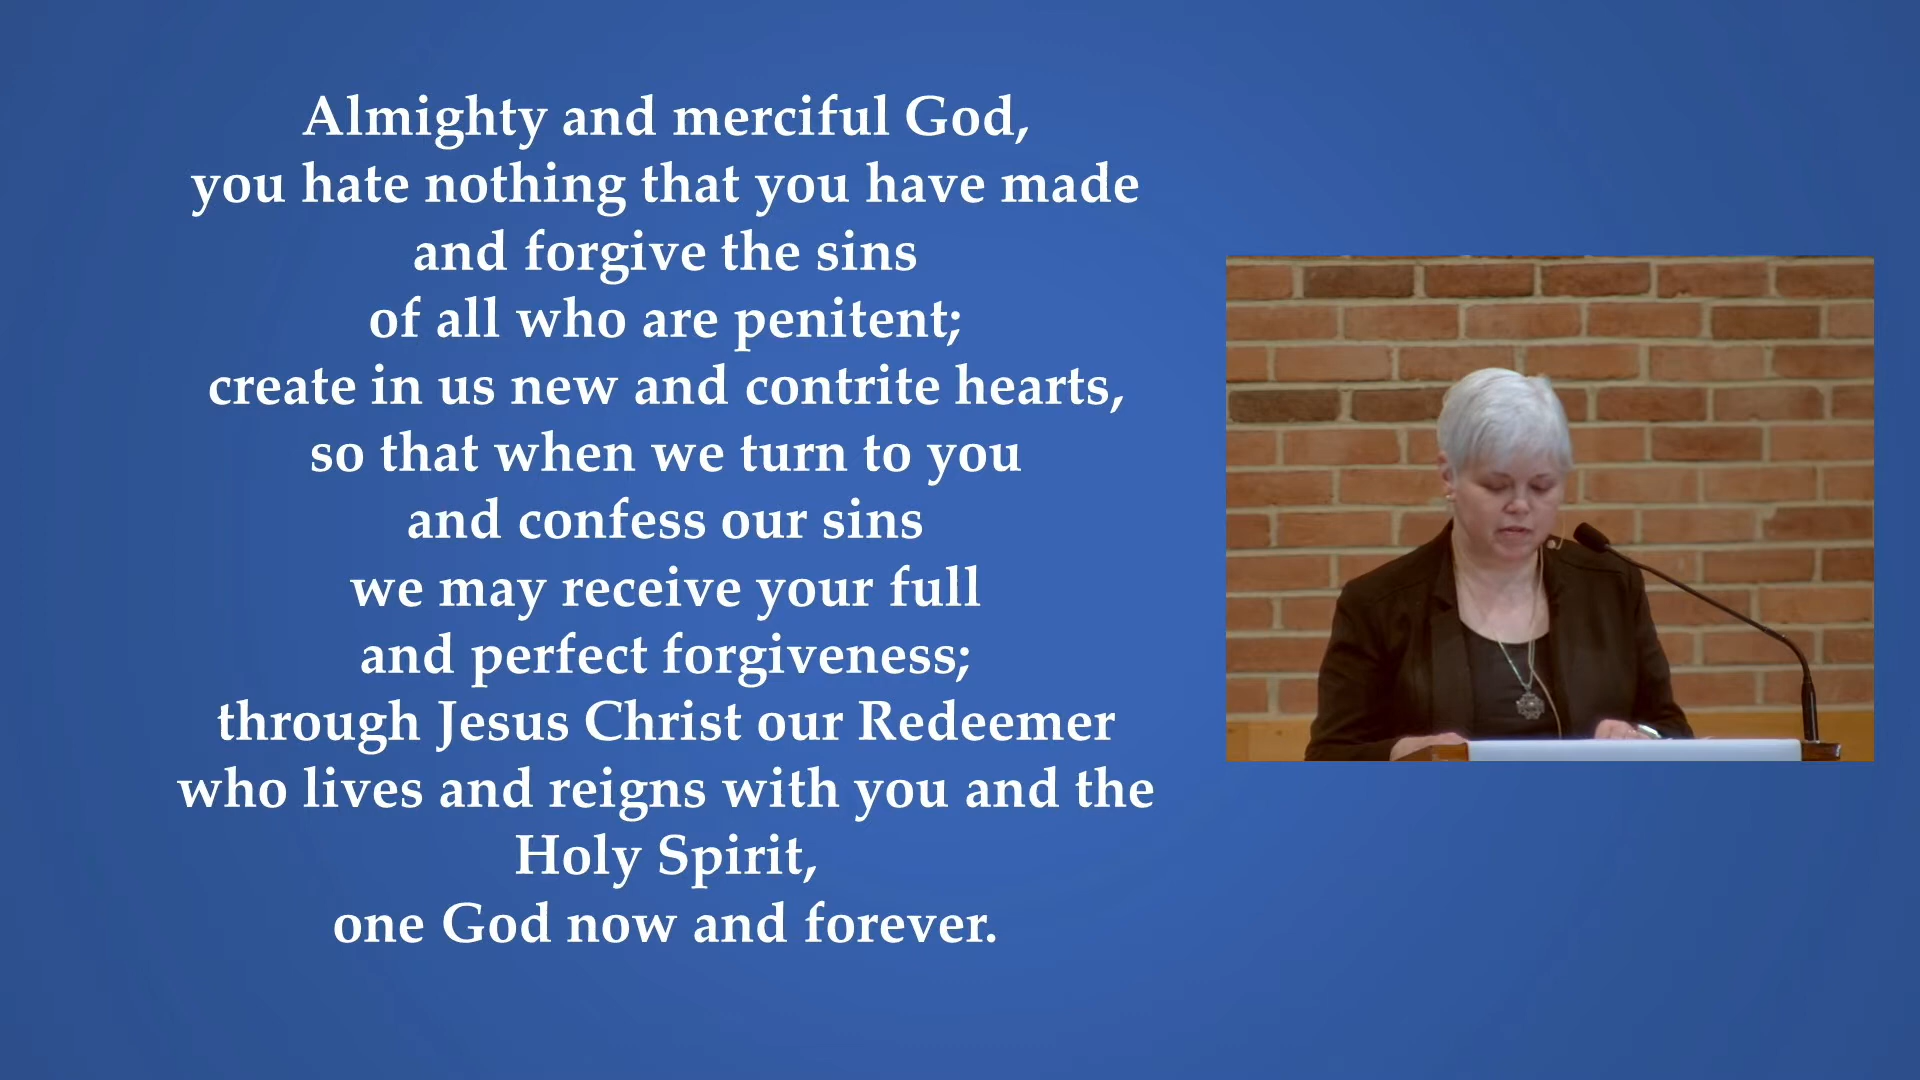 Almighty and merciful God,
you hate nothing that you have made
and forgive the sins
of all who are penitent;
create in us new and contrite hearts,
so that when we turn to you
and confess our sins
we may receive your full
and perfect forgiveness;
through Jesus Christ our Redeemer
who lives and reigns with you and the
Holy Spirit,
one God now and forever.